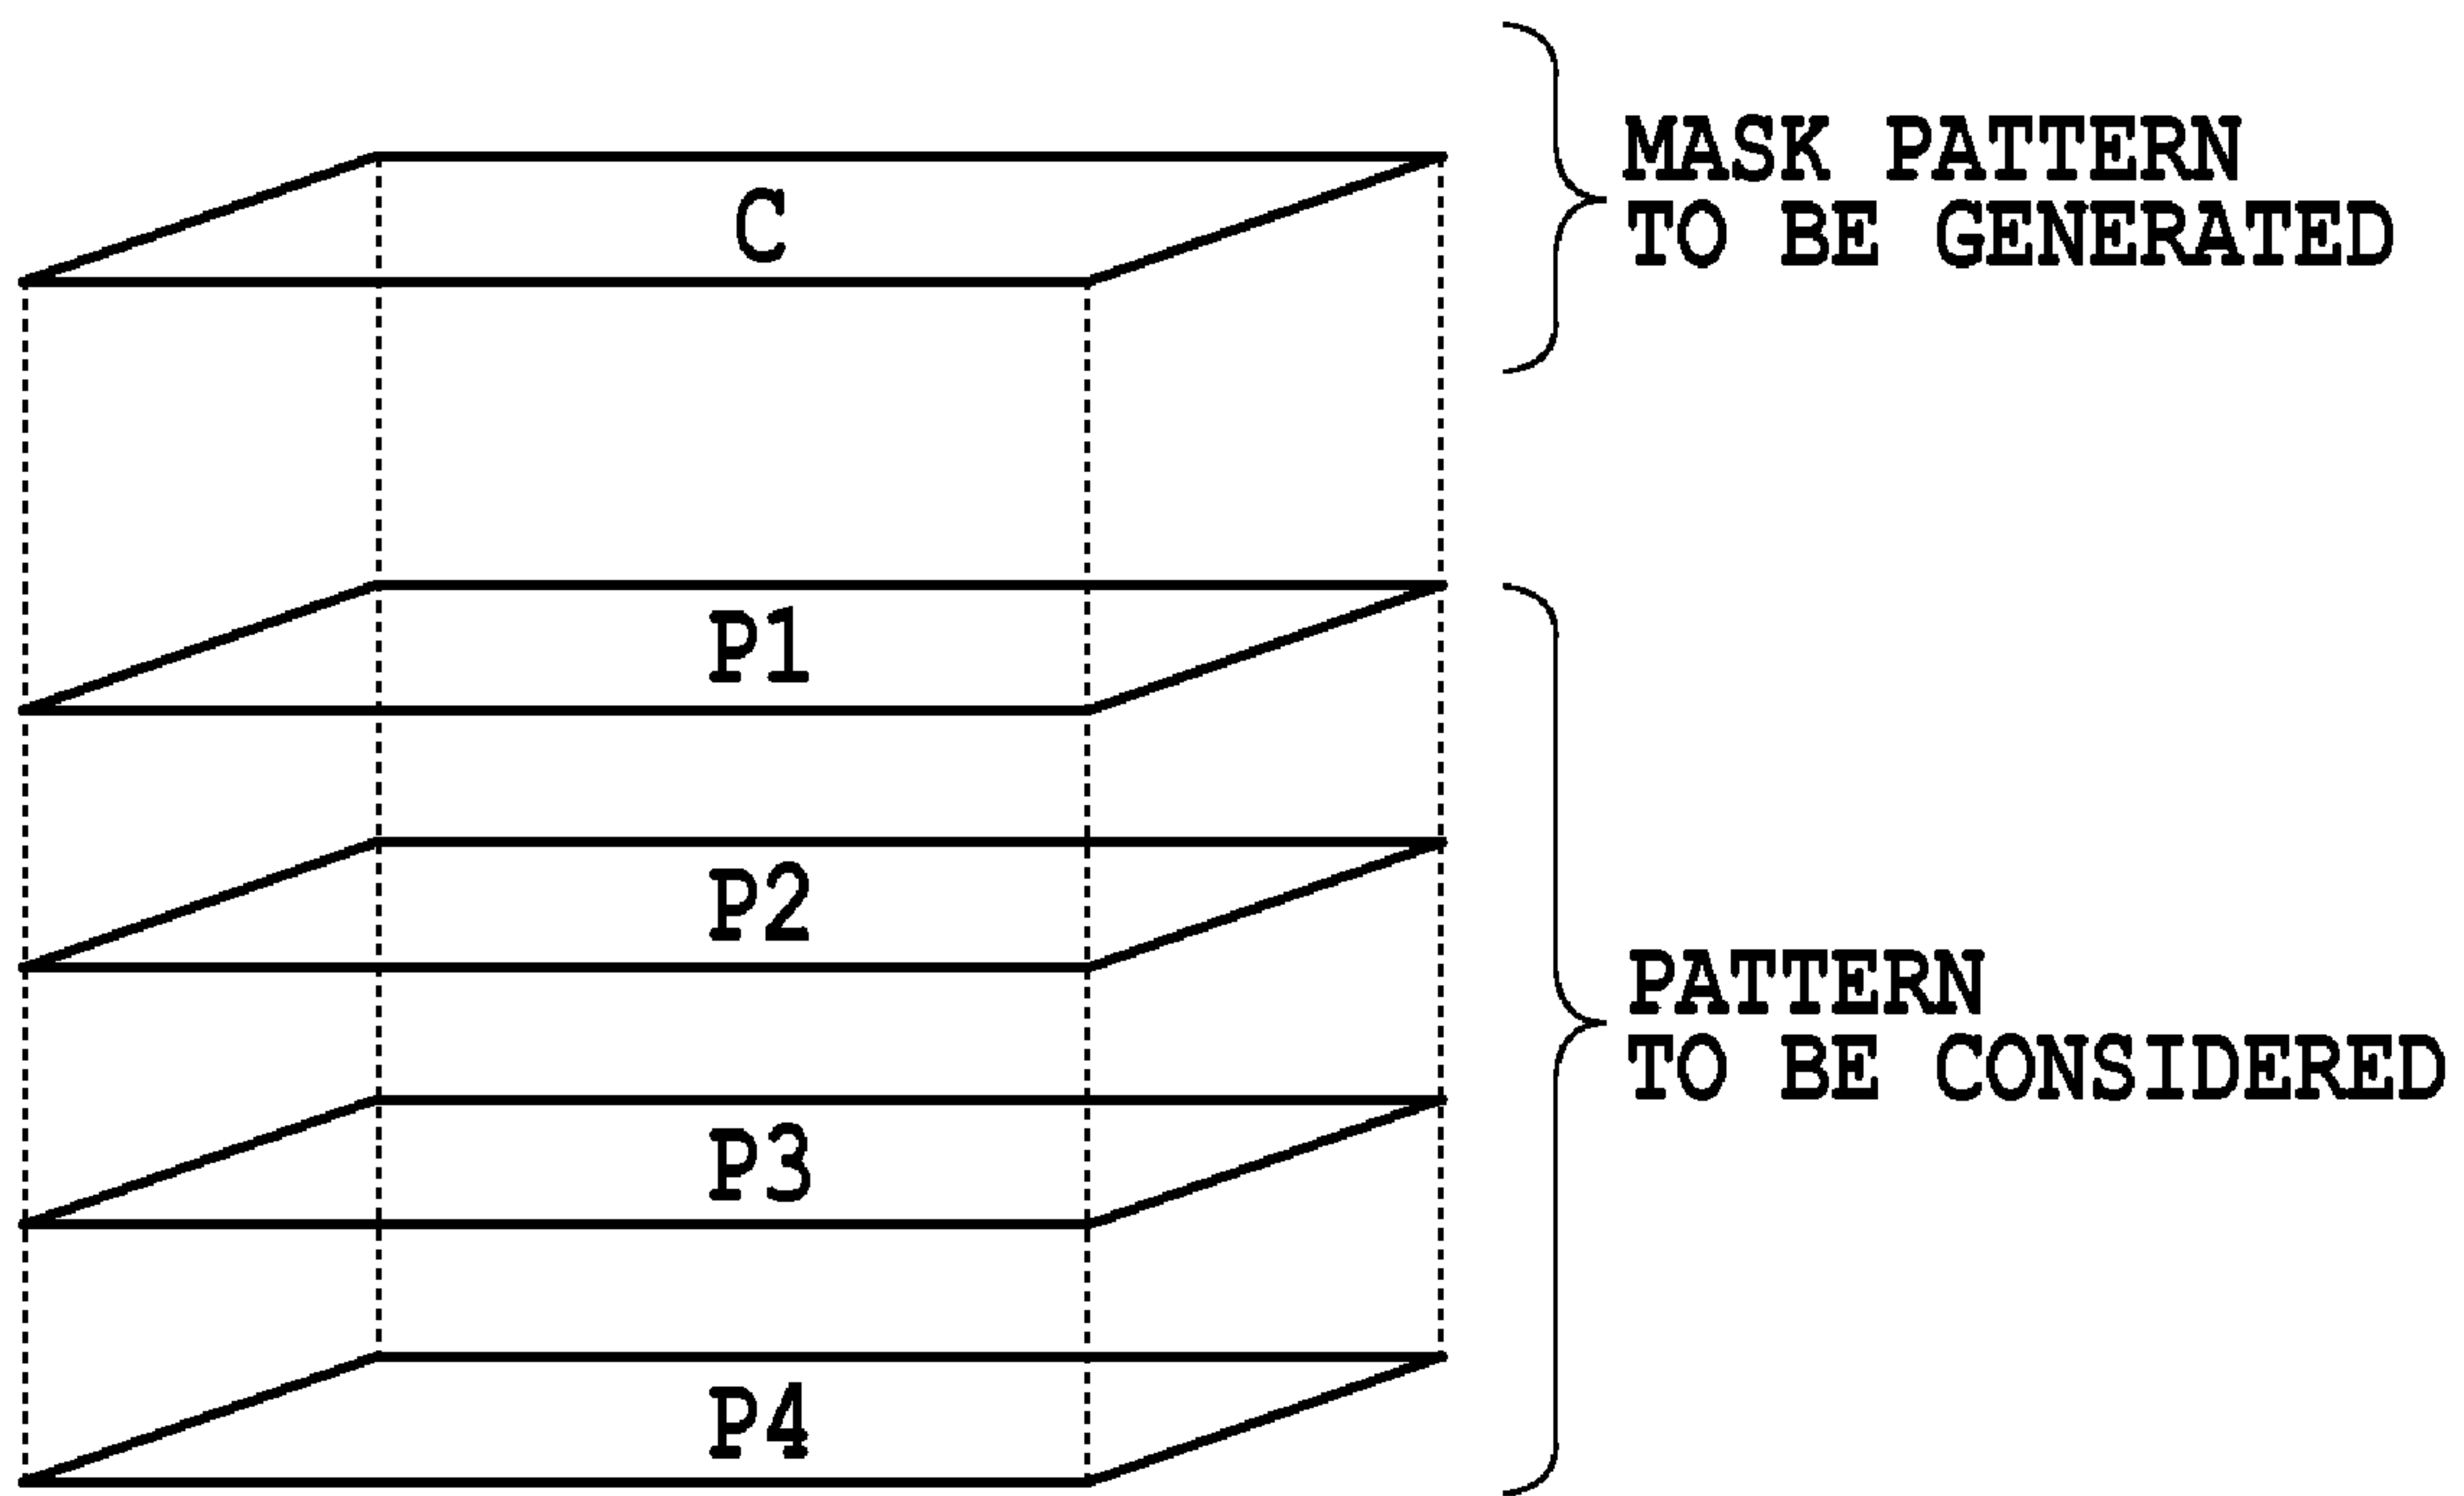 C
MASK PATTERN
TO BE GENERATED
P1
P2
PATTERN
TO BE CONSIDERED
P3
P4